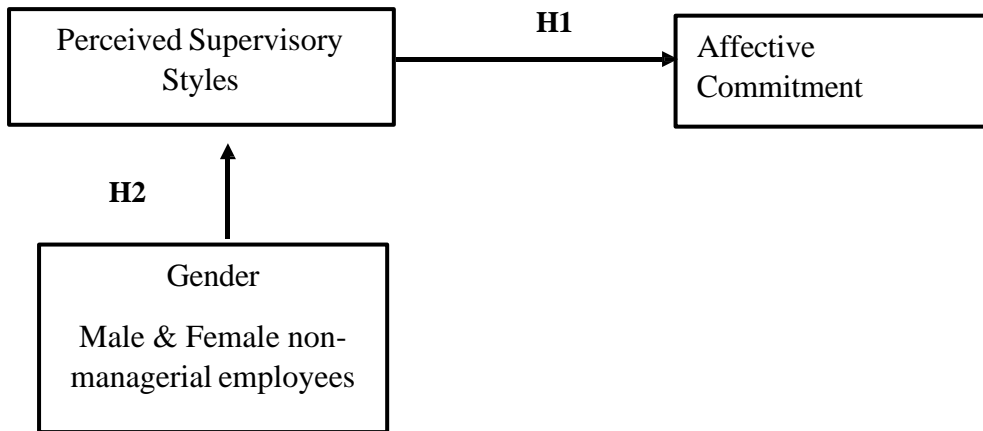 H1
Perceived Supervisory
Styles
Affective
Commitment
H2
Gender
Male & Female non-
managerial employees